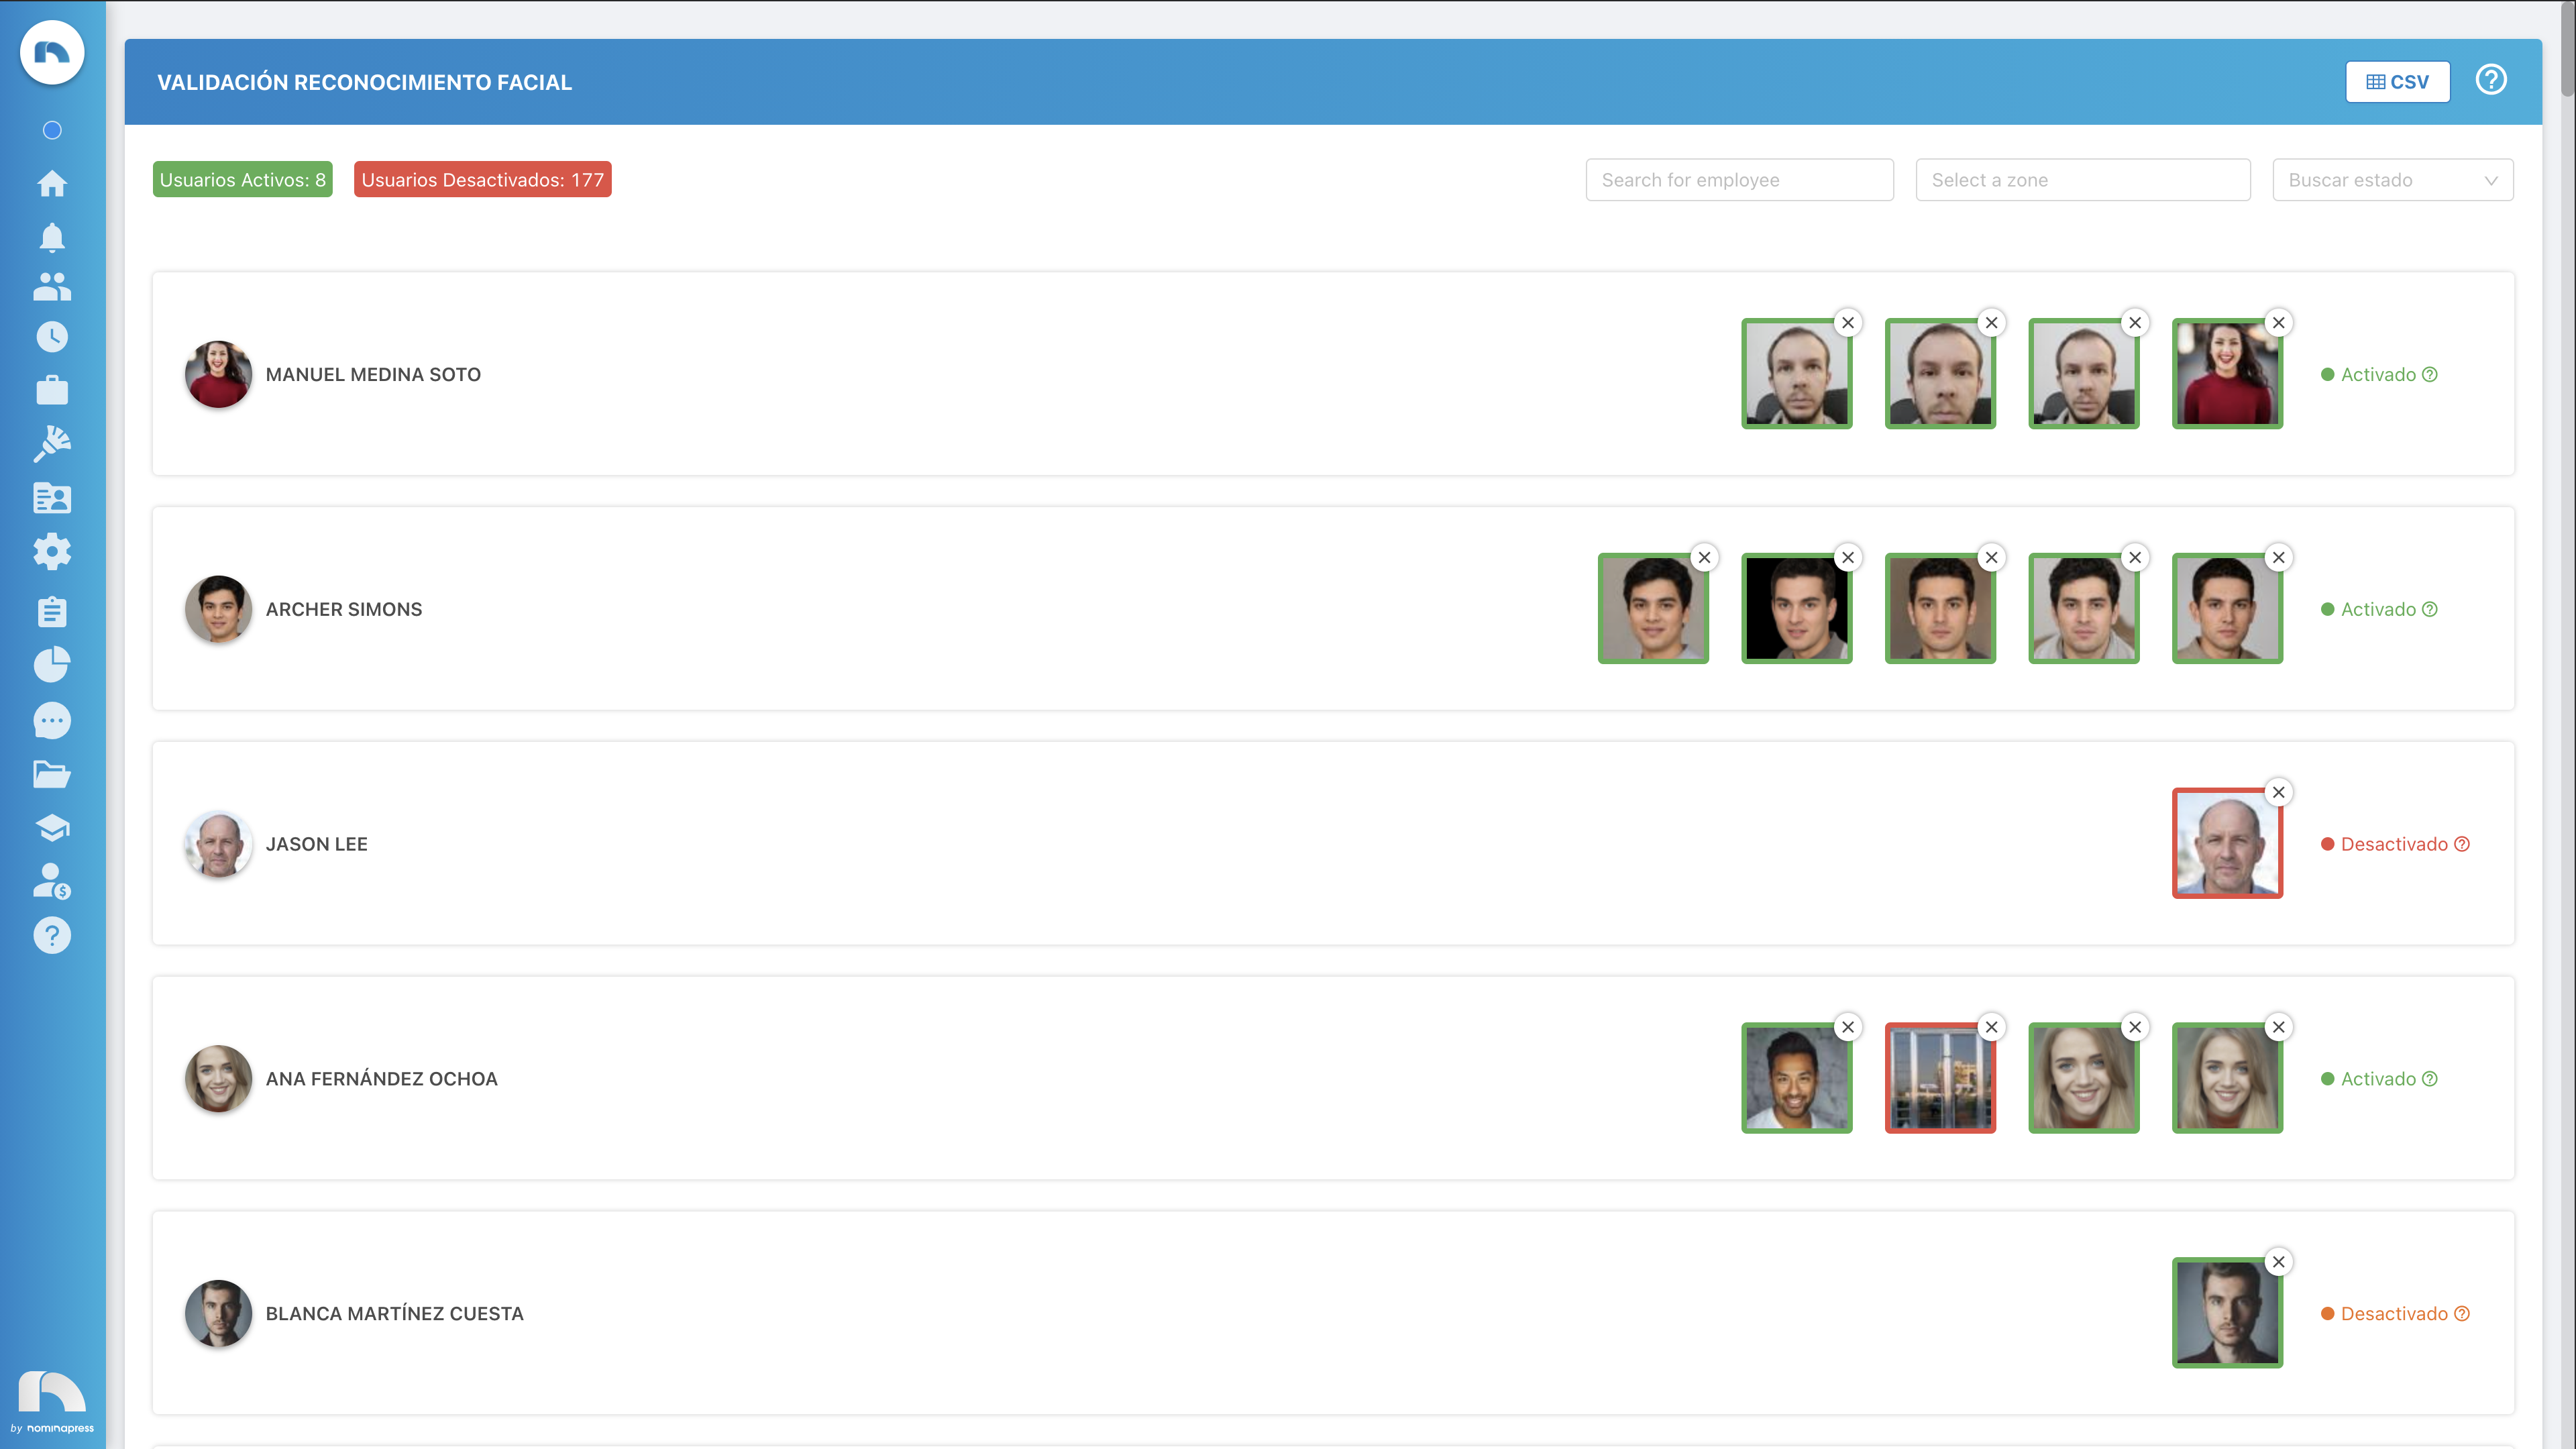 VALIDACIÓN RECONOCIMIENTO FACIAL
CSV
Usuarios Activos: 8
Usuarios Desactivados: 177
Search for employee
Select a zone
Buscar estado
MANUEL MEDINA SOTO
Activado
ARCHER SIMONS
Activado
JASON LEE
Desactivado
ANA FERNÁNDEZ OCHOA
Activado
BLANCA MARTÍNEZ CUESTA
Desactivado
by nominapress